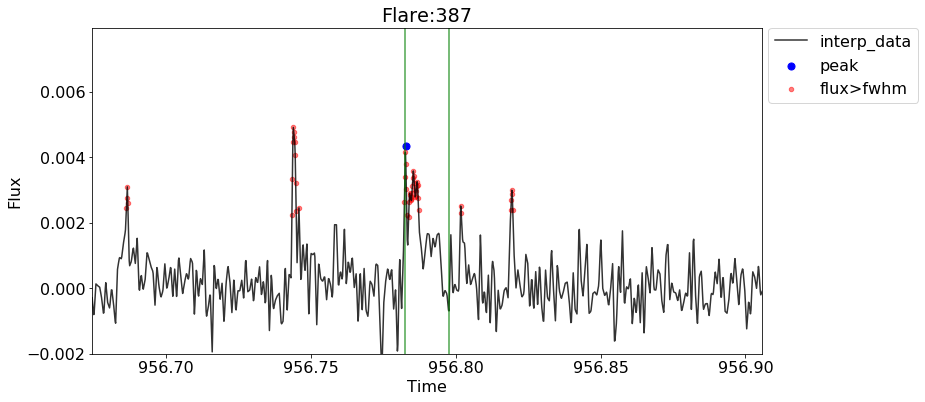 Flare:387
interp_data
peak
flux>fwhm
Flux
0.006
0.004
0.002
0.000
−0.002
956.70 956.75 956.80 956.85 956.90
Time